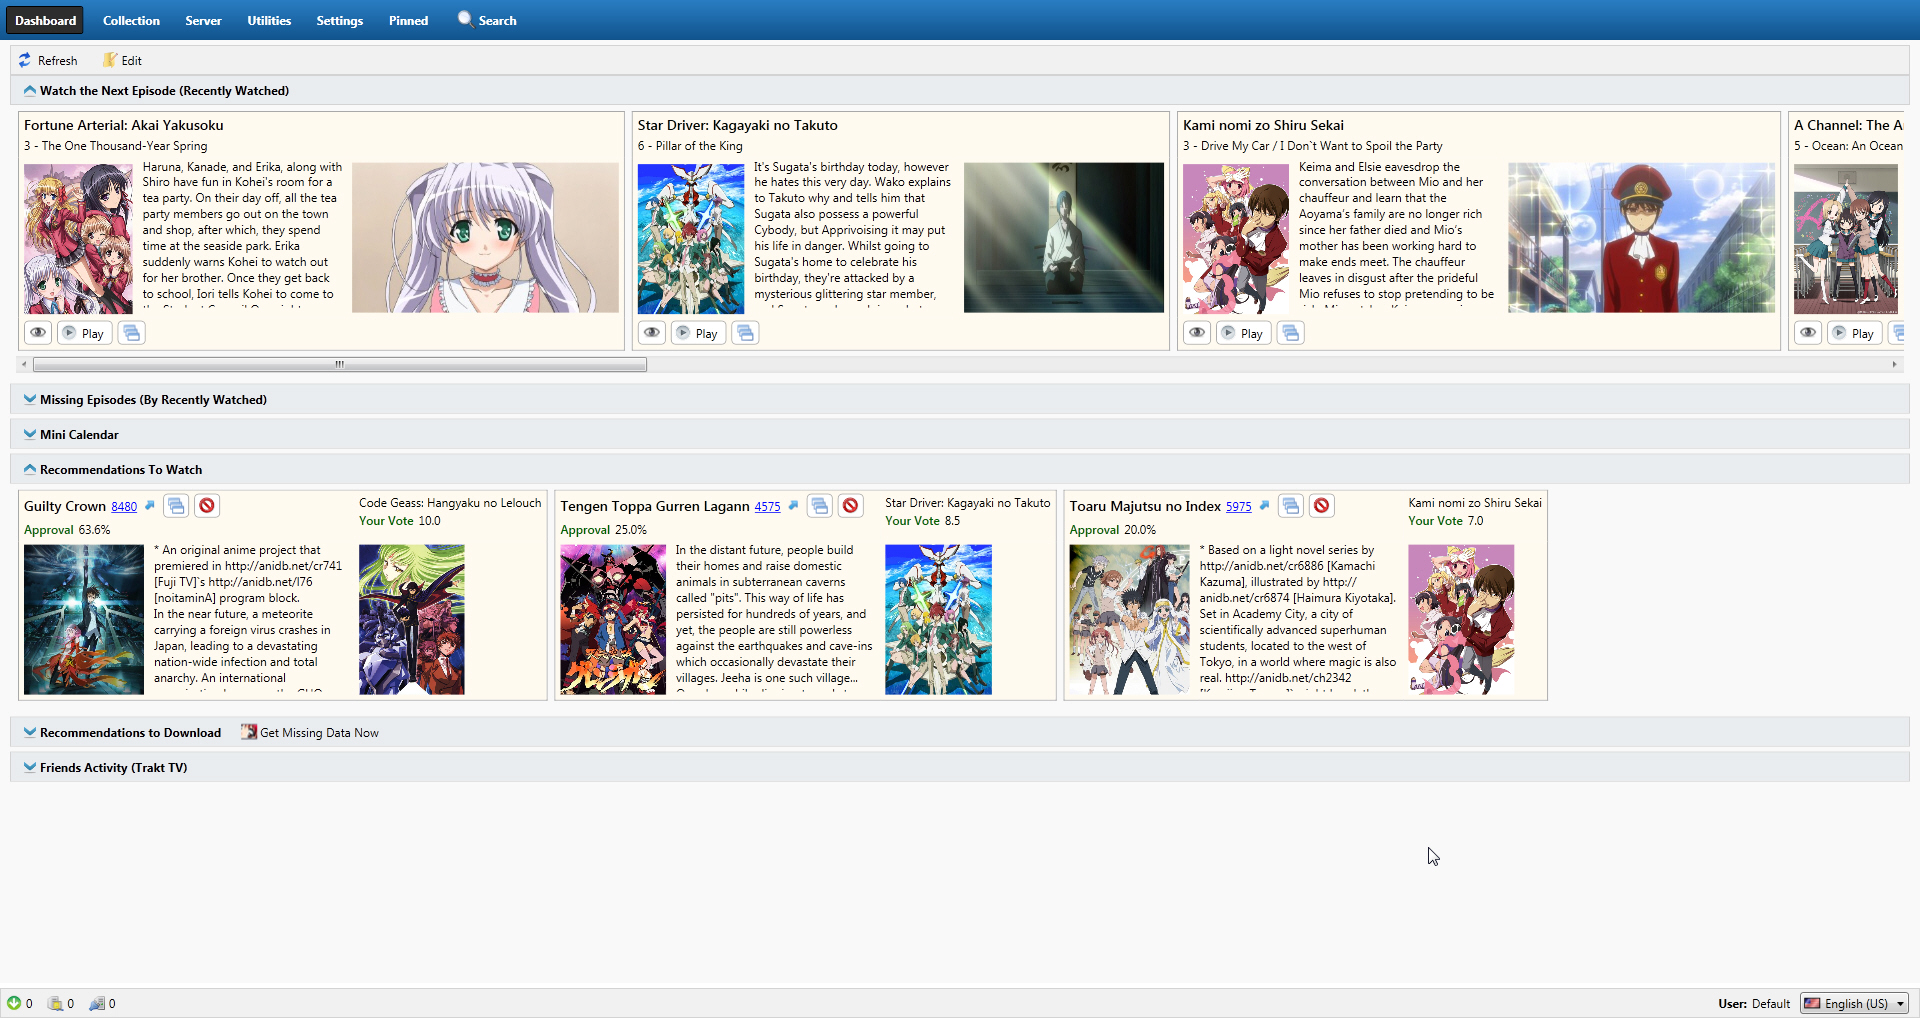 Dashboard Collection Server Utilities Settings Pinned Search
Refresh Edit
Watch the Next Episode (Recently Watched)
Fortune Arterial: Akai Yakusoku
3 - The One Thousand-Year Spring
Haruna, Kanade, and Erika, along with
Shiro have fun in Kohei's room for a
tea party. On their day off, all the tea
party members go out on the town
and shop, after which, they spend
time at the seaside park. Erika
suddenly warns Kohei to watch out
for her brother. Once they get back
to school, Iori tells Kohei to come to
Play
Star Driver: Kagayaki no Takuto
6 - Pillar of the King
It's Sugata's birthday today, however
he hates this very day. Wako explains
to Takuto why and tells him that
Sugata also possess a powerful
Cybody, but Apprivoising it may put
his life in danger. Whilst going to
Sugata's home to celebrate his
birthday, they're attacked by a
mysterious glittering star member,
Play
Kami nomi zo Shiru Sekai
3 - Drive My Car / I Don`t Want to Spoil the Party
Keima and Elsie eavesdrop the
conversation between Mio and her
chauffeur and learn that the
Aoyama's family are no longer rich
since her father died and Mio's
mother has been working hard to
make ends meet. The chauffeur
leaves in disgust after the prideful
Mio refuses to stop pretending to be
Play
A Channel: The A
5 - Ocean: An Ocean
Play
Missing Episodes (By Recently Watched)
Mini Calendar
Recommendations To Watch
Guilty Crown 8480
Approval 63.6%
* An original anime project that
premiered in http://anidb.net/cr741
[Fuji TV]`s http://anidb.net/l76
[noitaminA] program block.
In the near future, a meteorite
carrying a foreign virus crashes in
Japan, leading to a devastating
nation-wide infection and total
anarchy. An international
Code Geass: Hangyaku no Lelouch
Your Vote 10.0
Tengen Toppa Gurren Lagann 4575
Approval 25.0%
In the distant future, people build
their homes and raise domestic
animals in subterranean caverns
called "pits". This way of life has
persisted for hundreds of years, and
yet, the people are still powerless
against the earthquakes and cave-ins
which occasionally devastate their
villages. Jeeha is one such village...
Star Driver: Kagayaki no Takuto
Your Vote 8.5
Toaru Majutsu no Index 5975
Approval 20.0%
* Based on a light novel series by
http://anidb.net/cr6886 [Kamachi
Kazuma], illustrated by http://
anidb.net/cr6874 [Haimura Kiyotaka].
Set in Academy City, a city of
scientifically advanced superhuman
students, located to the west of
Tokyo, in a world where magic is also
real. http://anidb.net/ch2342
Kami nomi zo Shiru Sekai
Your Vote 7.0
Recommendations to Download Get Missing Data Now
Friends Activity (Trakt TV)
0 0 0
User: Default English (US)